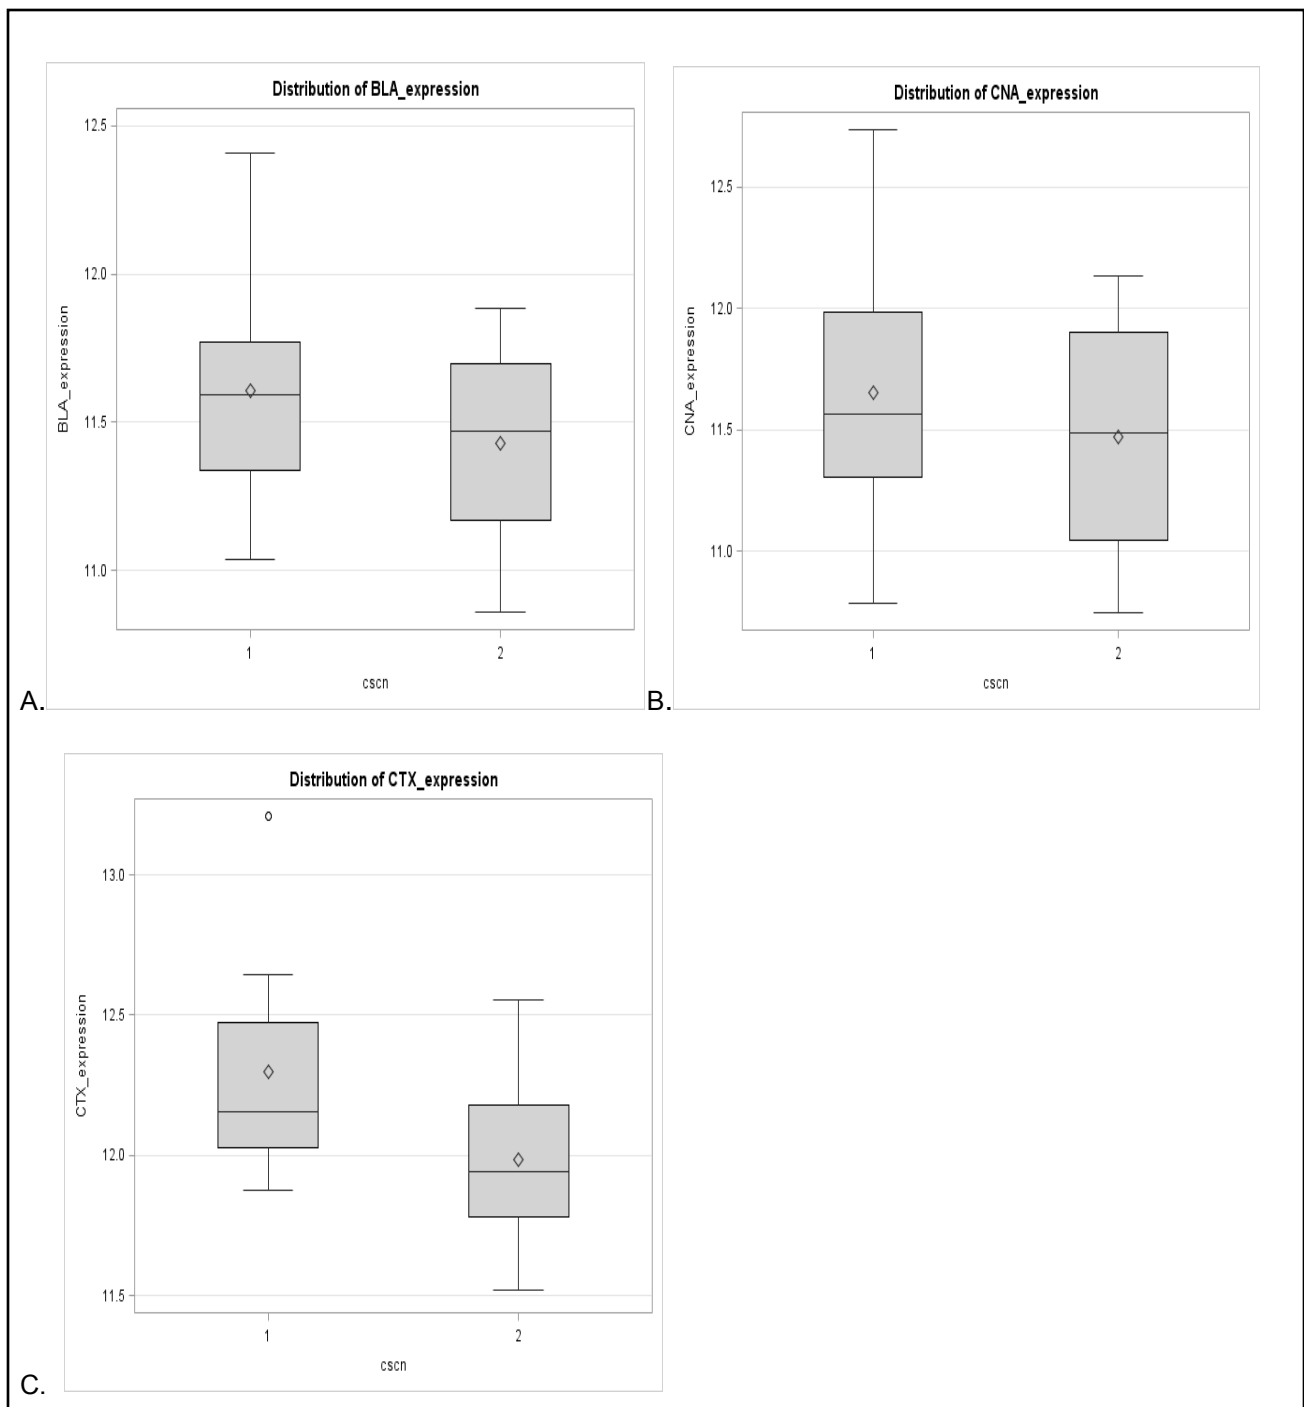 Distribution of BLA_expression
12.5
12.0
11.5
11.0
BLA_expression
1
2
cscn
A.
Distribution of CNA_expression
12.5
12.0
11.5
11.0
CNA_expression
1
2
cscn
B.
Distribution of CTX_expression
13.0
12.5
12.0
11.5
CTX_expression
1
2
cscn
C.